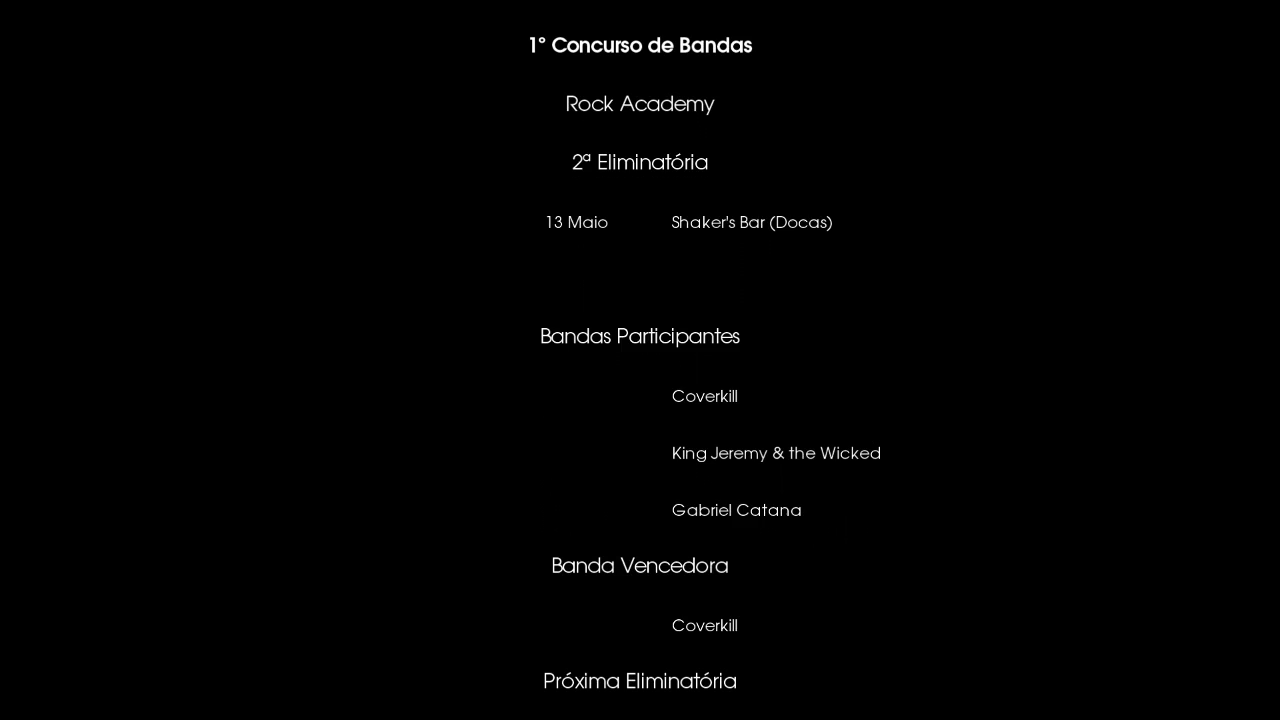 1º Concurso de Bandas
Rock Academy
2ª Eliminatória
13 Maio Shaker's Bar (Docas)
Bandas Participantes
Coverkill
King Jeremy & the Wicked
Gabriel Catana
Banda Vencedora
Coverkill
Próxima Eliminatória